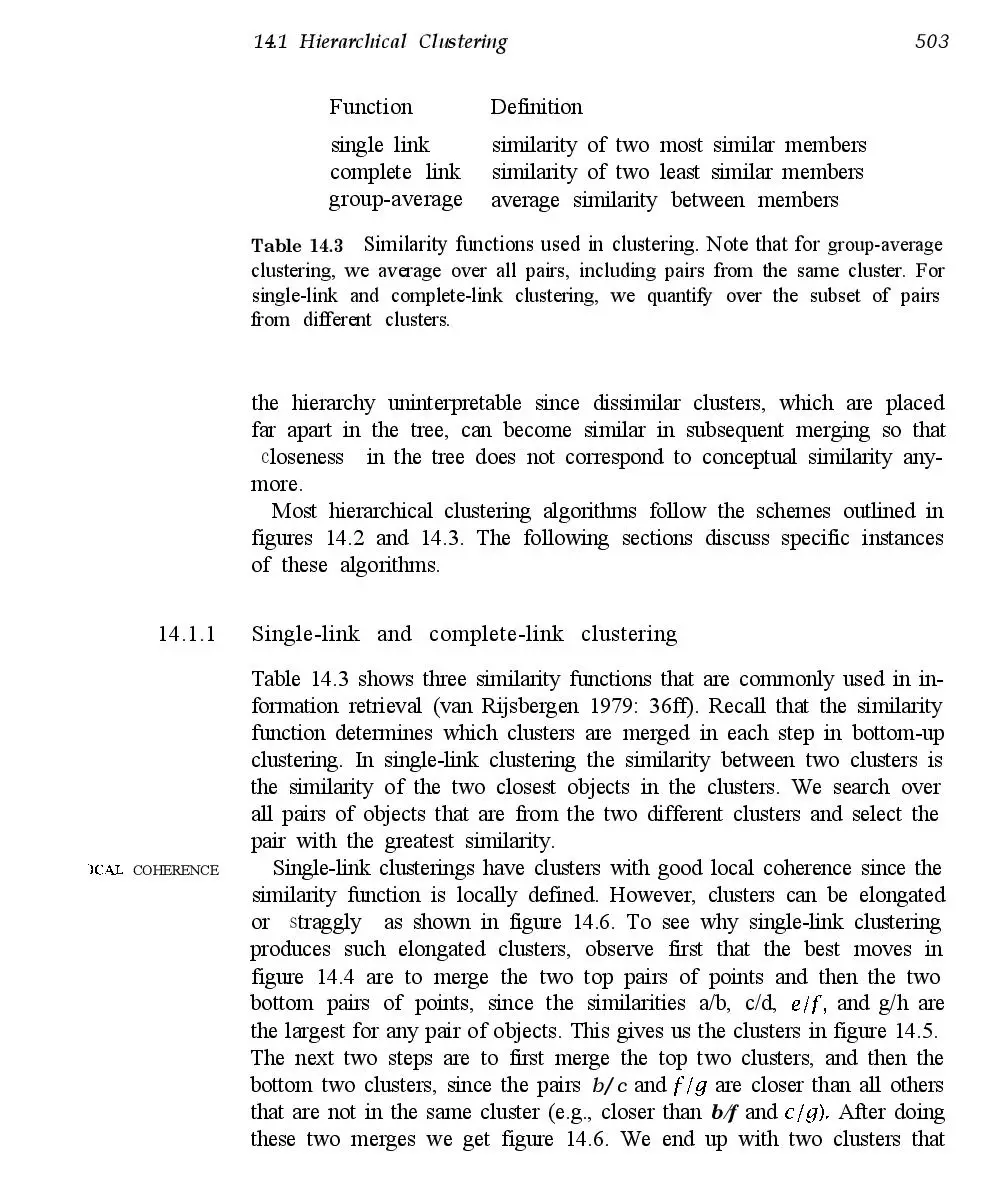 14.1 Hierarchical Clustering 503
Function Definition
single link similarity of two most similar members
complete link similarity of two least similar members
group-average average similarity between members
Table 14.3 Similarity functions used in clustering. Note that for group-average
clustering, we average over all pairs, including pairs from the same cluster. For
single-link and complete-link clustering, we quantify over the subset of pairs
from different clusters.
the hierarchy uninterpretable since dissimilar clusters, which are placed
far apart in the tree, can become similar in subsequent merging so that
closeness in the tree does not correspond to conceptual similarity any-
more.
Most hierarchical clustering algorithms follow the schemes outlined in
figures 14.2 and 14.3. The following sections discuss specific instances
of these algorithms.
14.1.1 Single-link and complete-link clustering
Table 14.3 shows three similarity functions that are commonly used in in-
formation retrieval (van Rijsbergen 1979: 36ff). Recall that the similarity
function determines which clusters are merged in each step in bottom-up
clustering. In single-link clustering the similarity between two clusters is
the similarity of the two closest objects in the clusters. We search over
all pairs of objects that are from the two different clusters and select the
pair with the greatest similarity.
COHERENCE Single-link clusterings have clusters with good local coherence since the
similarity function is locally defined. However, clusters can be elongated
or straggly as shown in figure 14.6. To see why single-link clustering
produces such elongated clusters, observe first that the best moves in
figure 14.4 are to merge the two top pairs of points and then the two
bottom pairs of points, since the similarities a/b, c/d, e/f, and g/h are
the largest for any pair of objects. This gives us the clusters in figure 14.5.
The next two steps are to first merge the top two clusters, and then the
bottom two clusters, since the pairs b/c and f/g are closer than all others
that are not in the same cluster (e.g., closer than b/f and c/g). After doing
these two merges we get figure 14.6. We end up with two clusters that